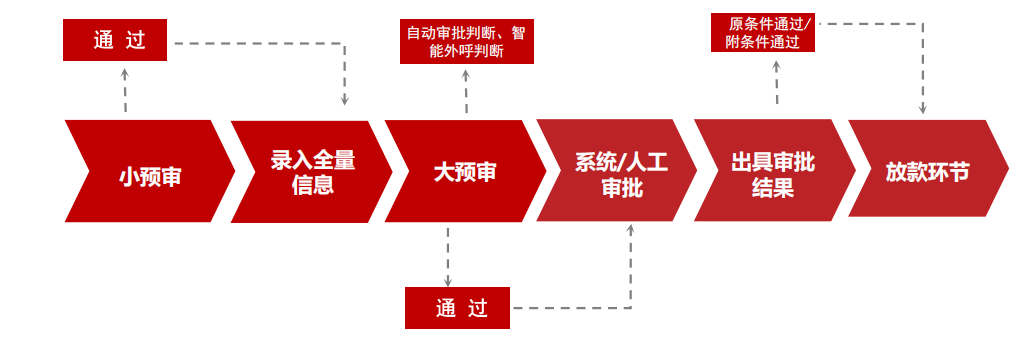 通 过
自动审批判断、智
能外呼判断
原条件通过/
附条件通过
小预审
录入全量
信息
大预审
系统/人工
审批
出具审批
结果
放款环节
通 过